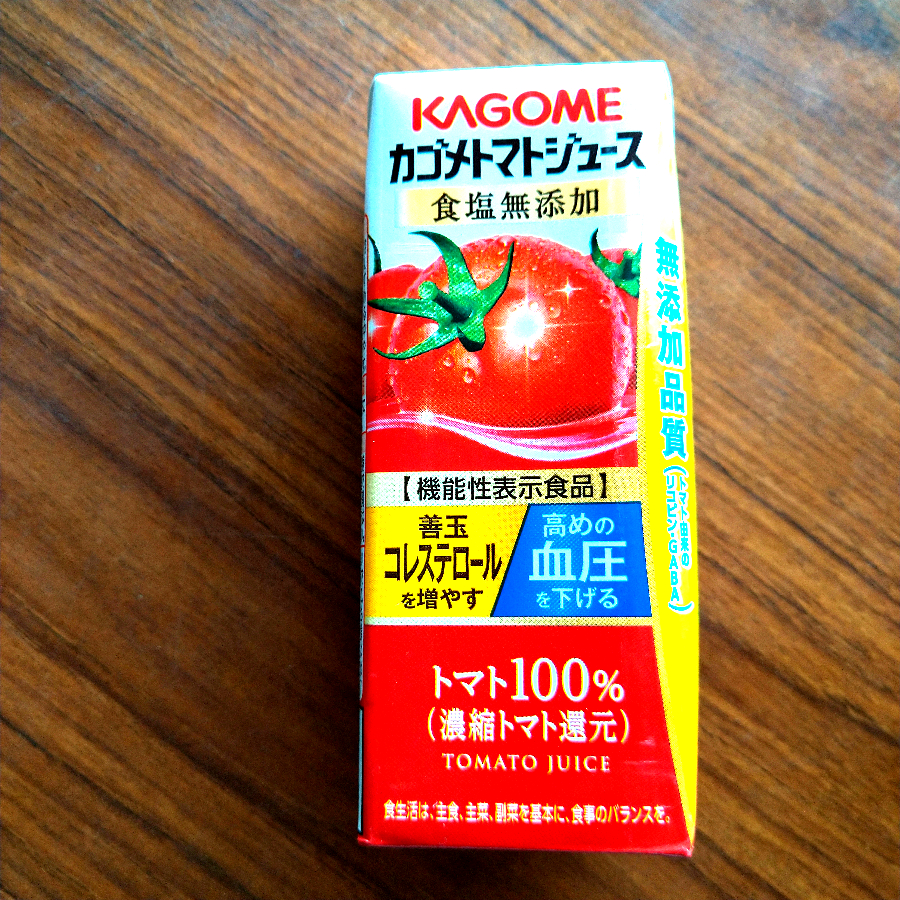 KAGOME
カゴメトマトジュース
食塩無添加
無添加品質
(トマト由来の
リコピン・GABA)
【機能性表示食品】
善玉
コレステロール
を増やす
高めの
血圧
を下げる
トマト100%
(濃縮トマト還元)
TOMATO JUICE
食生活は、主食、主菜、副菜を基本に、食事のバランスを。